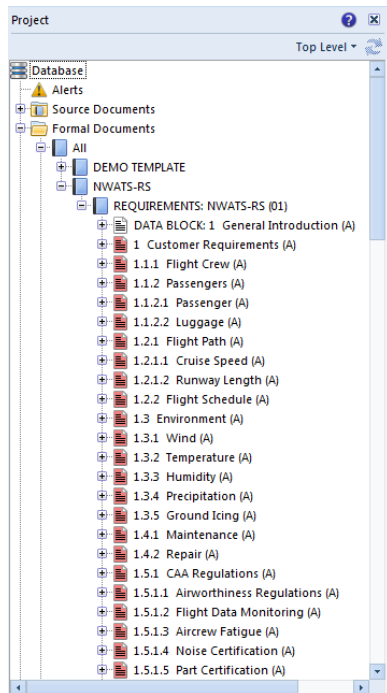 Project
Top Level
Database
Alerts
Source Documents
Formal Documents
All
DEMO TEMPLATE
NWATS-RS
REQUIREMENTS: NWATS-RS (01)
DATA BLOCK: 1 General Introduction (A)
1 Customer Requirements (A)
1.1.1 Flight Crew (A)
1.1.2 Passengers (A)
1.1.2.1 Passenger (A)
1.1.2.2 Luggage (A)
1.2.1 Flight Path (A)
1.2.1.1 Cruise Speed (A)
1.2.1.2 Runway Length (A)
1.2.2 Flight Schedule (A)
1.3 Environment (A)
1.3.1 Wind (A)
1.3.2 Temperature (A)
1.3.3 Humidity (A)
1.3.4 Precipitation (A)
1.3.5 Ground Icing (A)
1.4.1 Maintenance (A)
1.4.2 Repair (A)
1.5.1 CAA Regulations (A)
1.5.1.1 Airworthiness Regulations (A)
1.5.1.2 Flight Data Monitoring (A)
1.5.1.3 Aircrew Fatigue (A)
1.5.1.4 Noise Certification (A)
1.5.1.5 Part Certification (A)